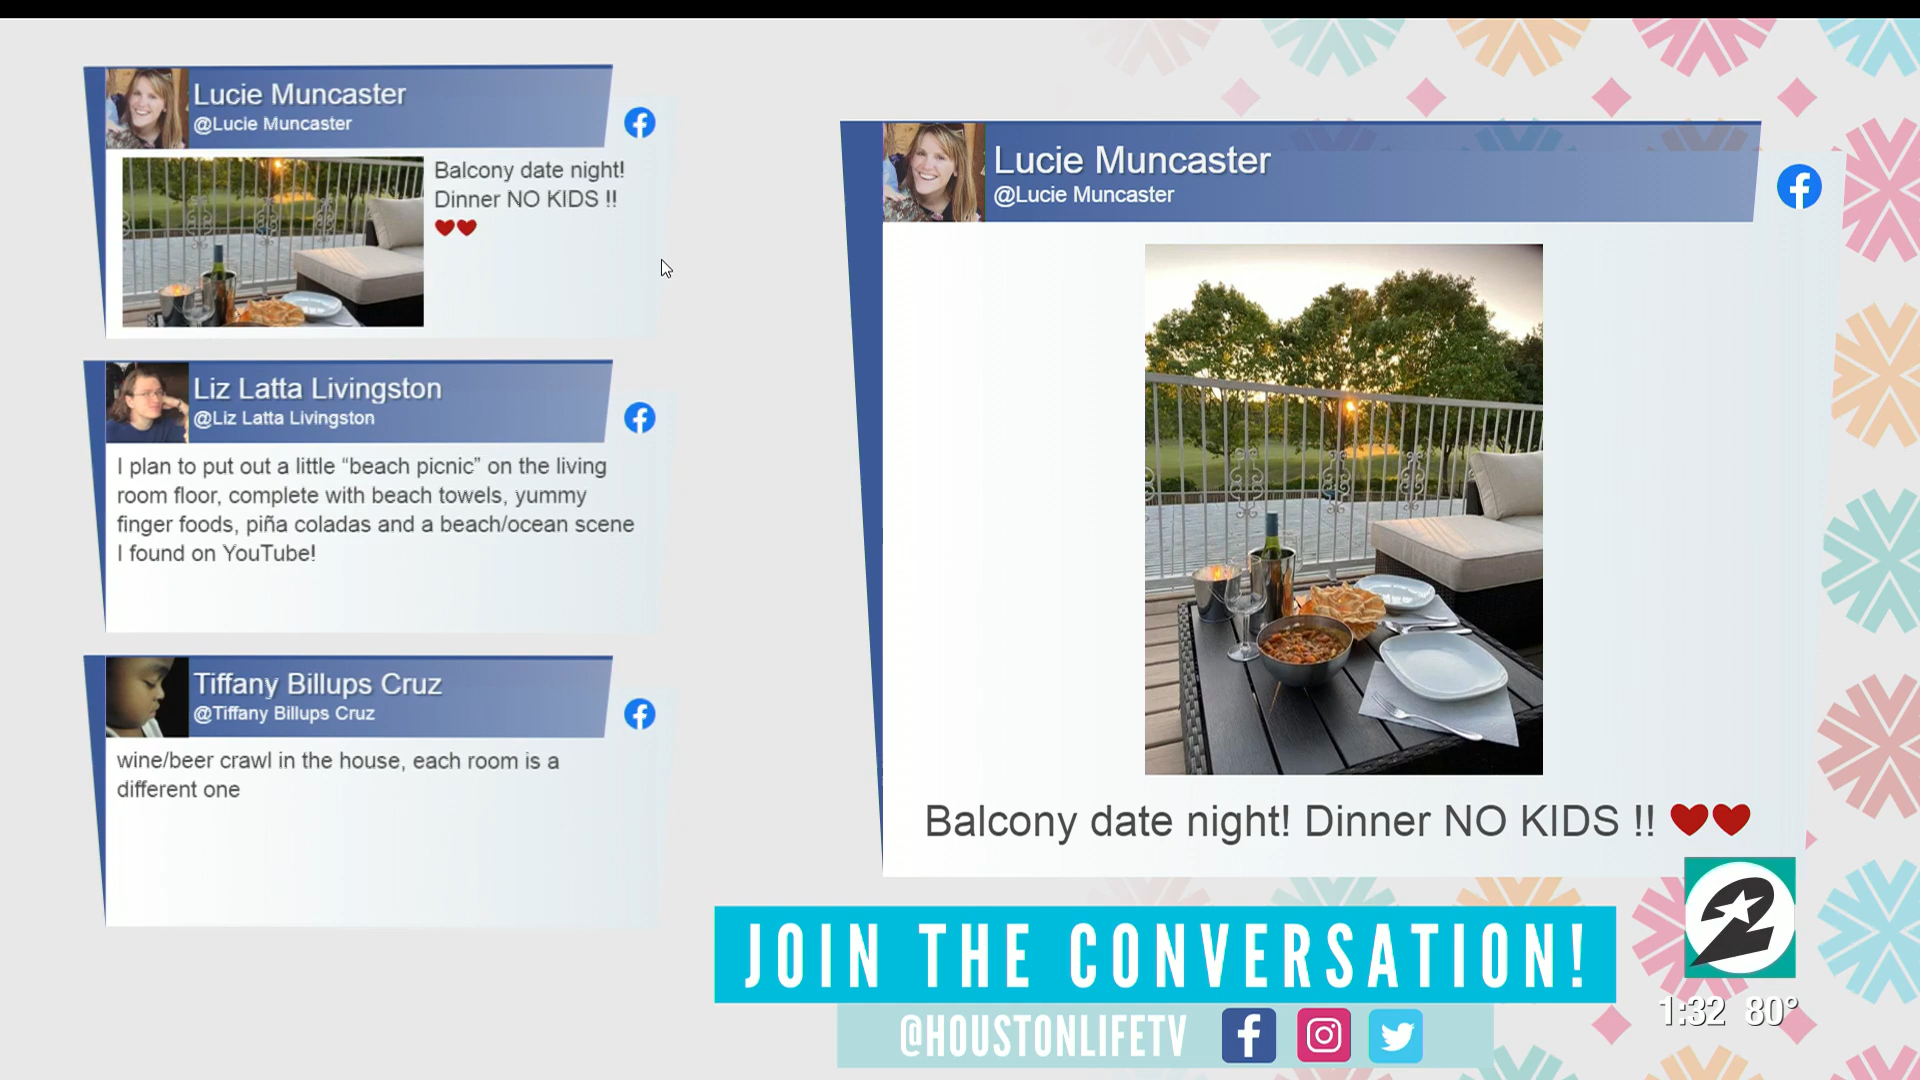 Lucie Muncaster
@Lucie Muncaster
Balcony date night!
Dinner NO KIDS !!
❤❤
Liz Latta Livingston
@Liz Latta Livingston
I plan to put out a little “beach picnic” on the living
room floor, complete with beach towels, yummy
finger foods, piña coladas and a beach/ocean scene
I found on YouTube!
Tiffany Billups Cruz
@Tiffany Billups Cruz
wine/beer crawl in the house, each room is a
different one
Lucie Muncaster
@Lucie Muncaster
Balcony date night! Dinner NO KIDS !! ❤❤
JOIN THE CONVERSATION!
@HOUSTONLIFETV
2
1:32 80°